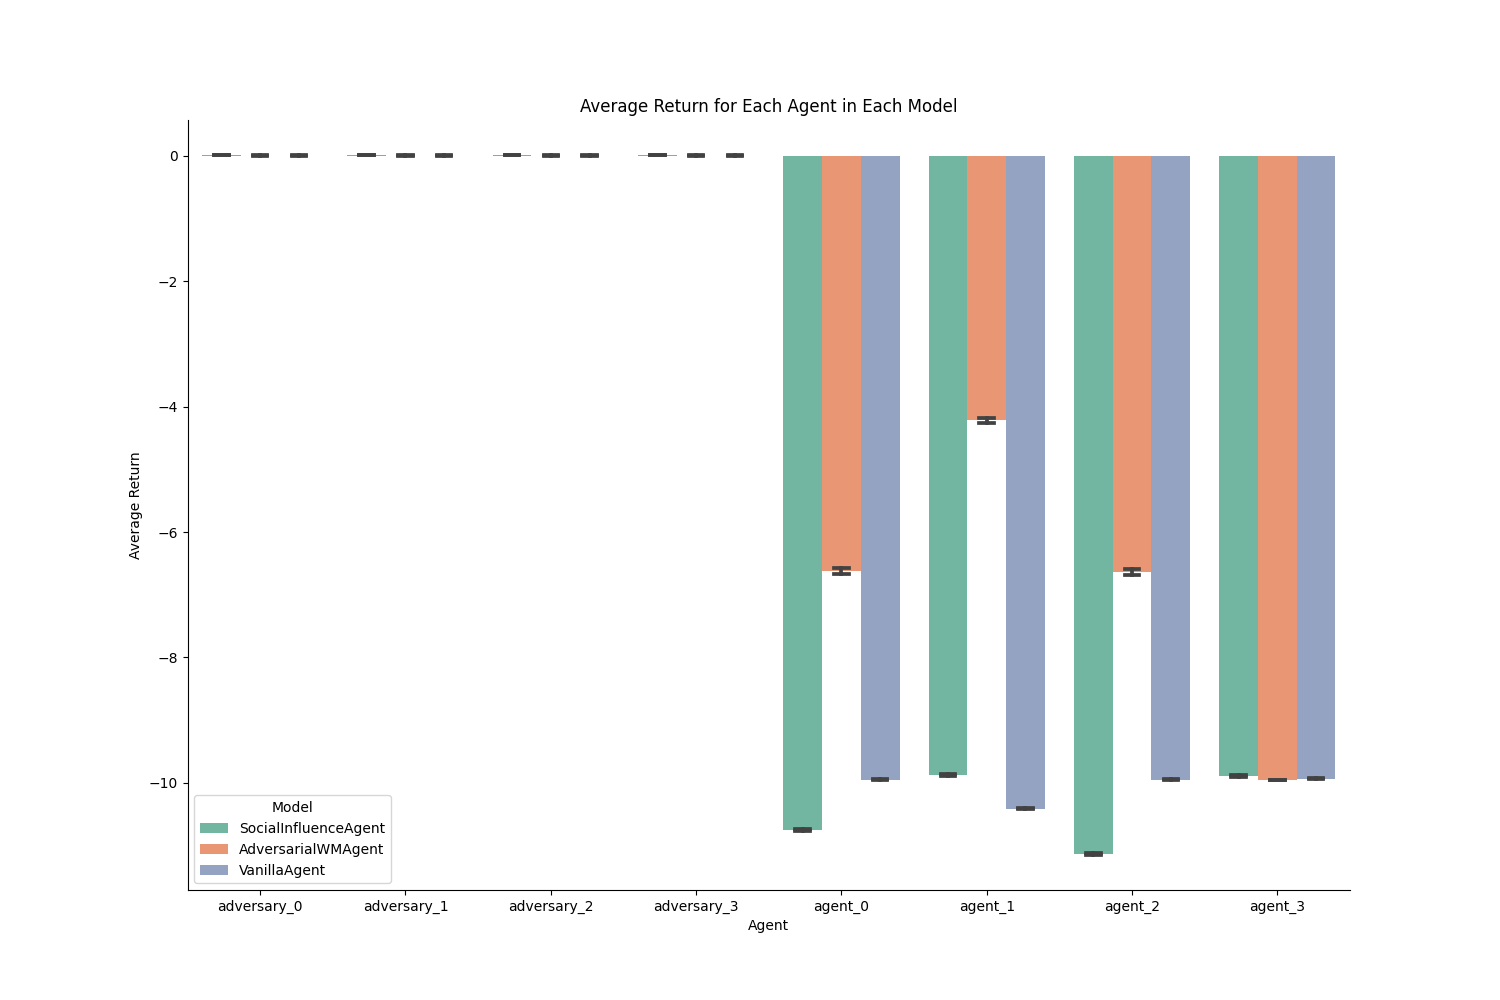 Average Return for Each Agent in Each Model
Average Return
0
−2
−4
−6
−8
−10
Model
SocialInfluenceAgent
AdversarialWMAgent
VanillaAgent
adversary_0 adversary_1 adversary_2 adversary_3 agent_0 agent_1 agent_2 agent_3
Agent